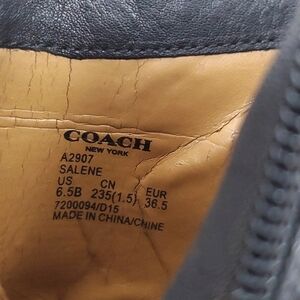 COACH
NEW YORK
A2907
SALENE
US CN EUR
6.5B 235(1.5) 36.5
7200094/D15
MADE IN CHINA/CHINE